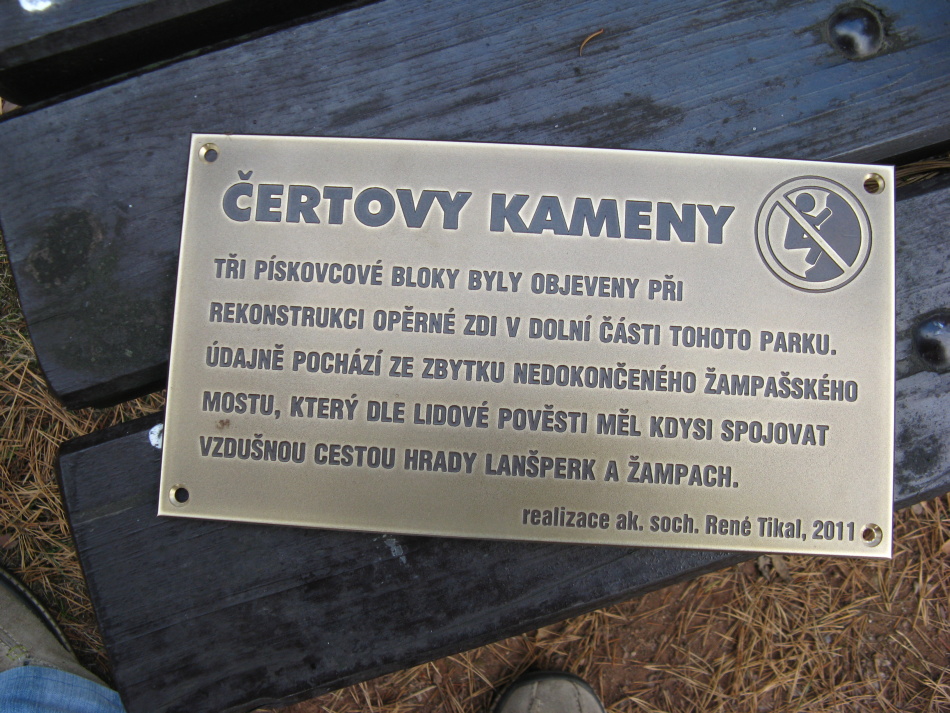 ČERTOVY KAMENY
TŘI PÍSKOVCOVÉ BLOKY BYLY OBJEVENY PŘI
REKONSTRUKCI OPĚRNÉ ZDI V DOLNÍ ČÁSTI TOHOTO PARKU.
ÚDAJNĚ POCHÁZÍ ZE ZBYTKU NEDOKONČENÉHO ŽAMPAŠSKÉHO
MOSTU, KTERÝ DLE LIDOVÉ POVĚSTI MĚL KDYSI SPOJOVAT
VZDUŠNOU CESTOU HRADY LANŠPERK A ŽAMPACH.
realizace ak. soch. René Tikal, 2011